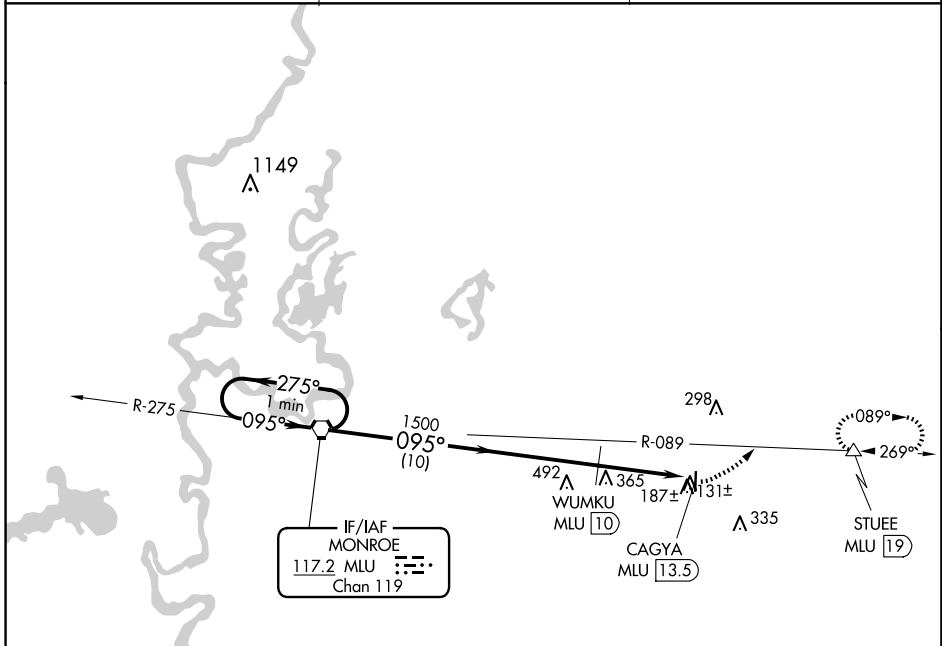 1149
275°
1 min
095°
R-275
1500
095°
(10)
R-089
298
089°
269°
492
365
187±
131±
335
WUMKU
MLU 10
CAGYA
MLU 13.5
STUEE
MLU 19
IF/IAF
MONROE
117.2 MLU
Chan 119